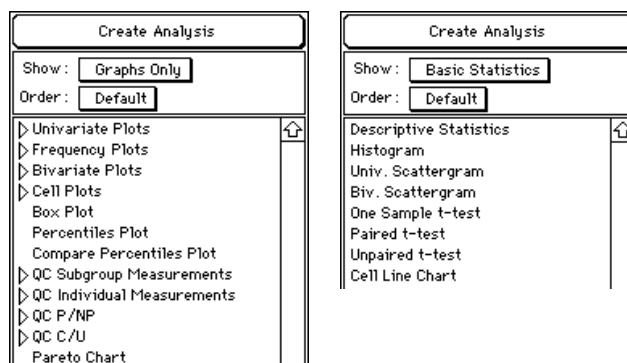 Create Analysis
Show: Graphs Only
Order: Default
Univariate Plots
Frequency Plots
Bivariate Plots
Cell Plots
Box Plot
Percentiles Plot
Compare Percentiles Plot
QC Subgroup Measurements
QC Individual Measurements
QC P/NP
QC C/U
Pareto Chart
Create Analysis
Show: Basic Statistics
Order: Default
Descriptive Statistics
Histogram
Univ. Scattergram
Biv. Scattergram
One Sample t-test
Paired t-test
Unpaired t-test
Cell Line Chart